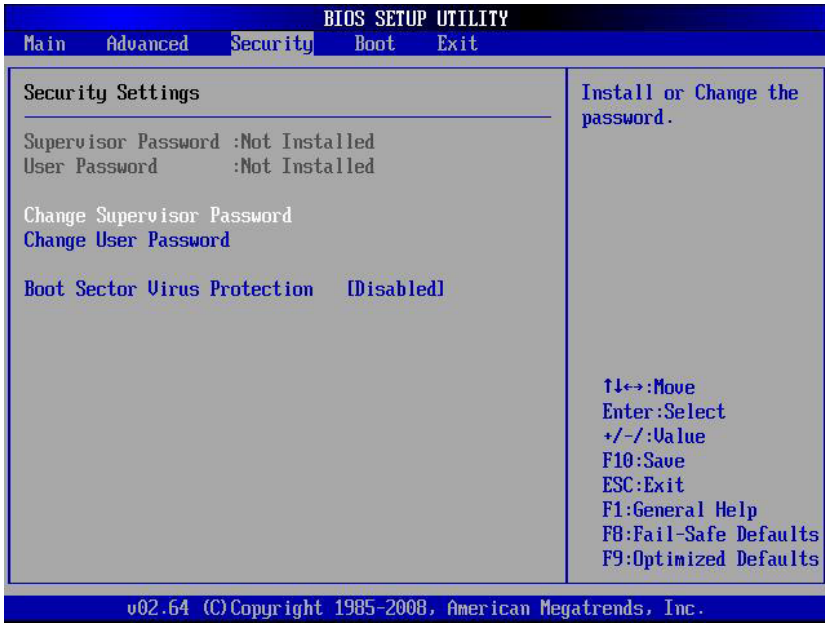 BIOS SETUP UTILITY
Main Advanced Security Boot Exit
Security Settings
Supervisor Password :Not Installed
User Password :Not Installed
Change Supervisor Password
Change User Password
Boot Sector Virus Protection [Disabled]
Install or Change the
password.
↑↓←→:Move
Enter:Select
+/-/:Value
F10:Save
ESC:Exit
F1:General Help
F8:Fail-Safe Defaults
F9:Optimized Defaults
v02.64 (C)Copyright 1985-2008, American Megatrends, Inc.